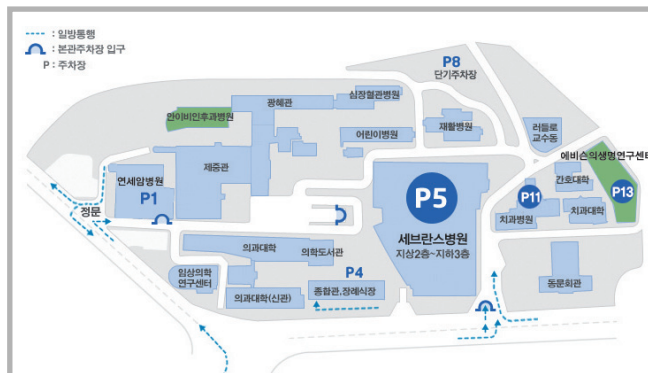 : 일방통행
: 본관주차장 입구
P : 주차장
P8
단기주차장
심장혈관병원
광혜관
안이비인후과병원
어린이병원
재활병원
러들로
교수동
에비슨의생명연구센터
제중관
연세암병원
P1
정문
P5
세브란스병원
지상2층~지하3층
간호대학
P11
P13
치과병원
치과대학
의과대학
의학도서관
임상의학
연구센터
P4
종합관,장례식장
의과대학(신관)
동문회관